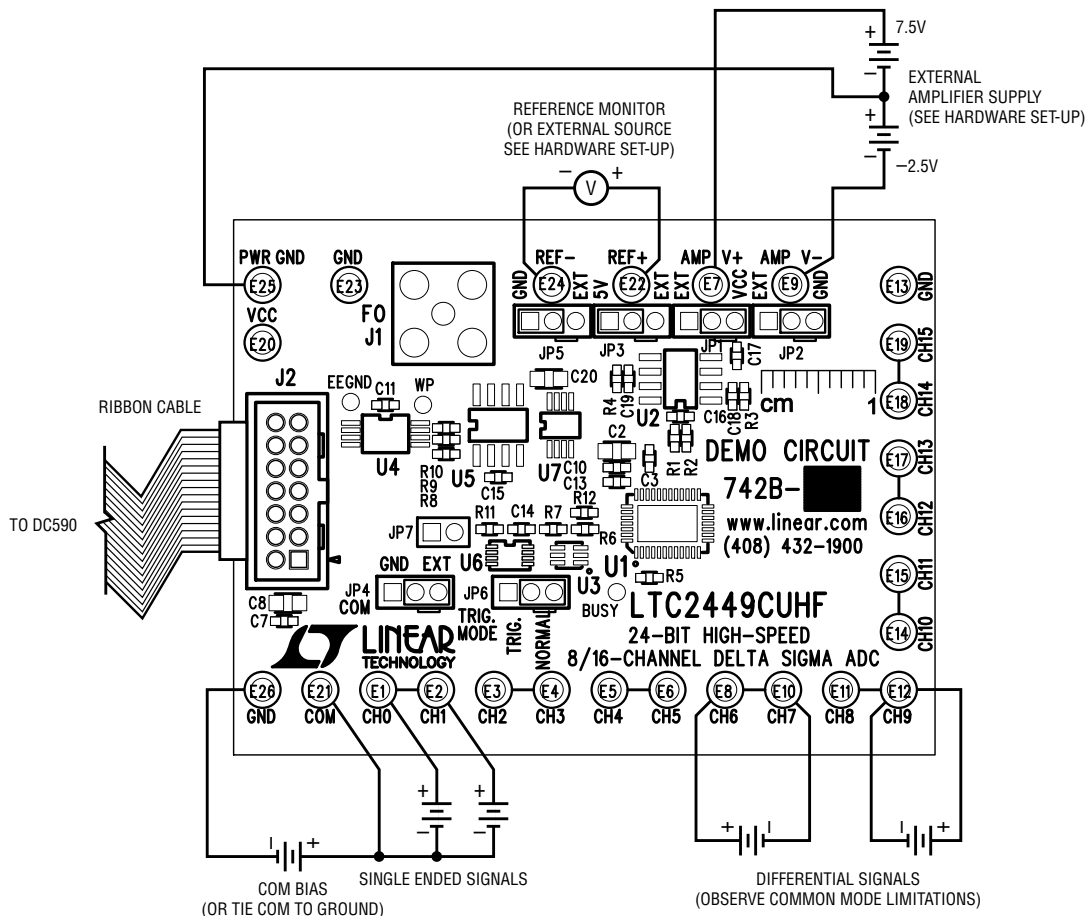 7.5V
+
−
EXTERNAL
AMPLIFIER SUPPLY
(SEE HARDWARE SET-UP)
+
−
−2.5V
REFERENCE MONITOR
(OR EXTERNAL SOURCE
SEE HARDWARE SET-UP)
− V +
PWR GND
E25
GND
E23
VCC
E20
FO
J1
REF-
GND E24 EXT
JP5
REF+
5V E22 EXT
JP3
AMP V+
EXT E7 VCC
JP1
AMP V-
EXT E9 GND
JP2
E13 GND
E19 CH15
E18 CH14
E17 CH13
E16 CH12
E15 CH11
E14 CH10
J2
RIBBON CABLE
TO DC590
EEGND
C11
WP
U4
R10
R9
R8
U5
C15
U7
C20
C10
C13
R4
C19
U2
C17
C16
C18
R3
R1
R2
C2
C3
cm 1
DEMO CIRCUIT
742B-
www.linear.com
(408) 432-1900
JP7
R11
C14
R7
R12
R6
U6
U3
U1
R5
BUSY
GND EXT
JP4
COM
JP6
TRIG.
MODE
TRIG.
NORMAL
C8
C7
LINEAR
TECHNOLOGY
LTC2449CUHF
24-BIT HIGH-SPEED
8/16-CHANNEL DELTA SIGMA ADC
E26 E21 E1 E2 E3 E4 E5 E6 E8 E10 E11 E12
GND COM CH0 CH1 CH2 CH3 CH4 CH5 CH6 CH7 CH8 CH9
+
−
+
−
− +
COM BIAS
(OR TIE COM TO GROUND)
SINGLE ENDED SIGNALS
+ −
+ −
DIFFERENTIAL SIGNALS
(OBSERVE COMMON MODE LIMITATIONS)